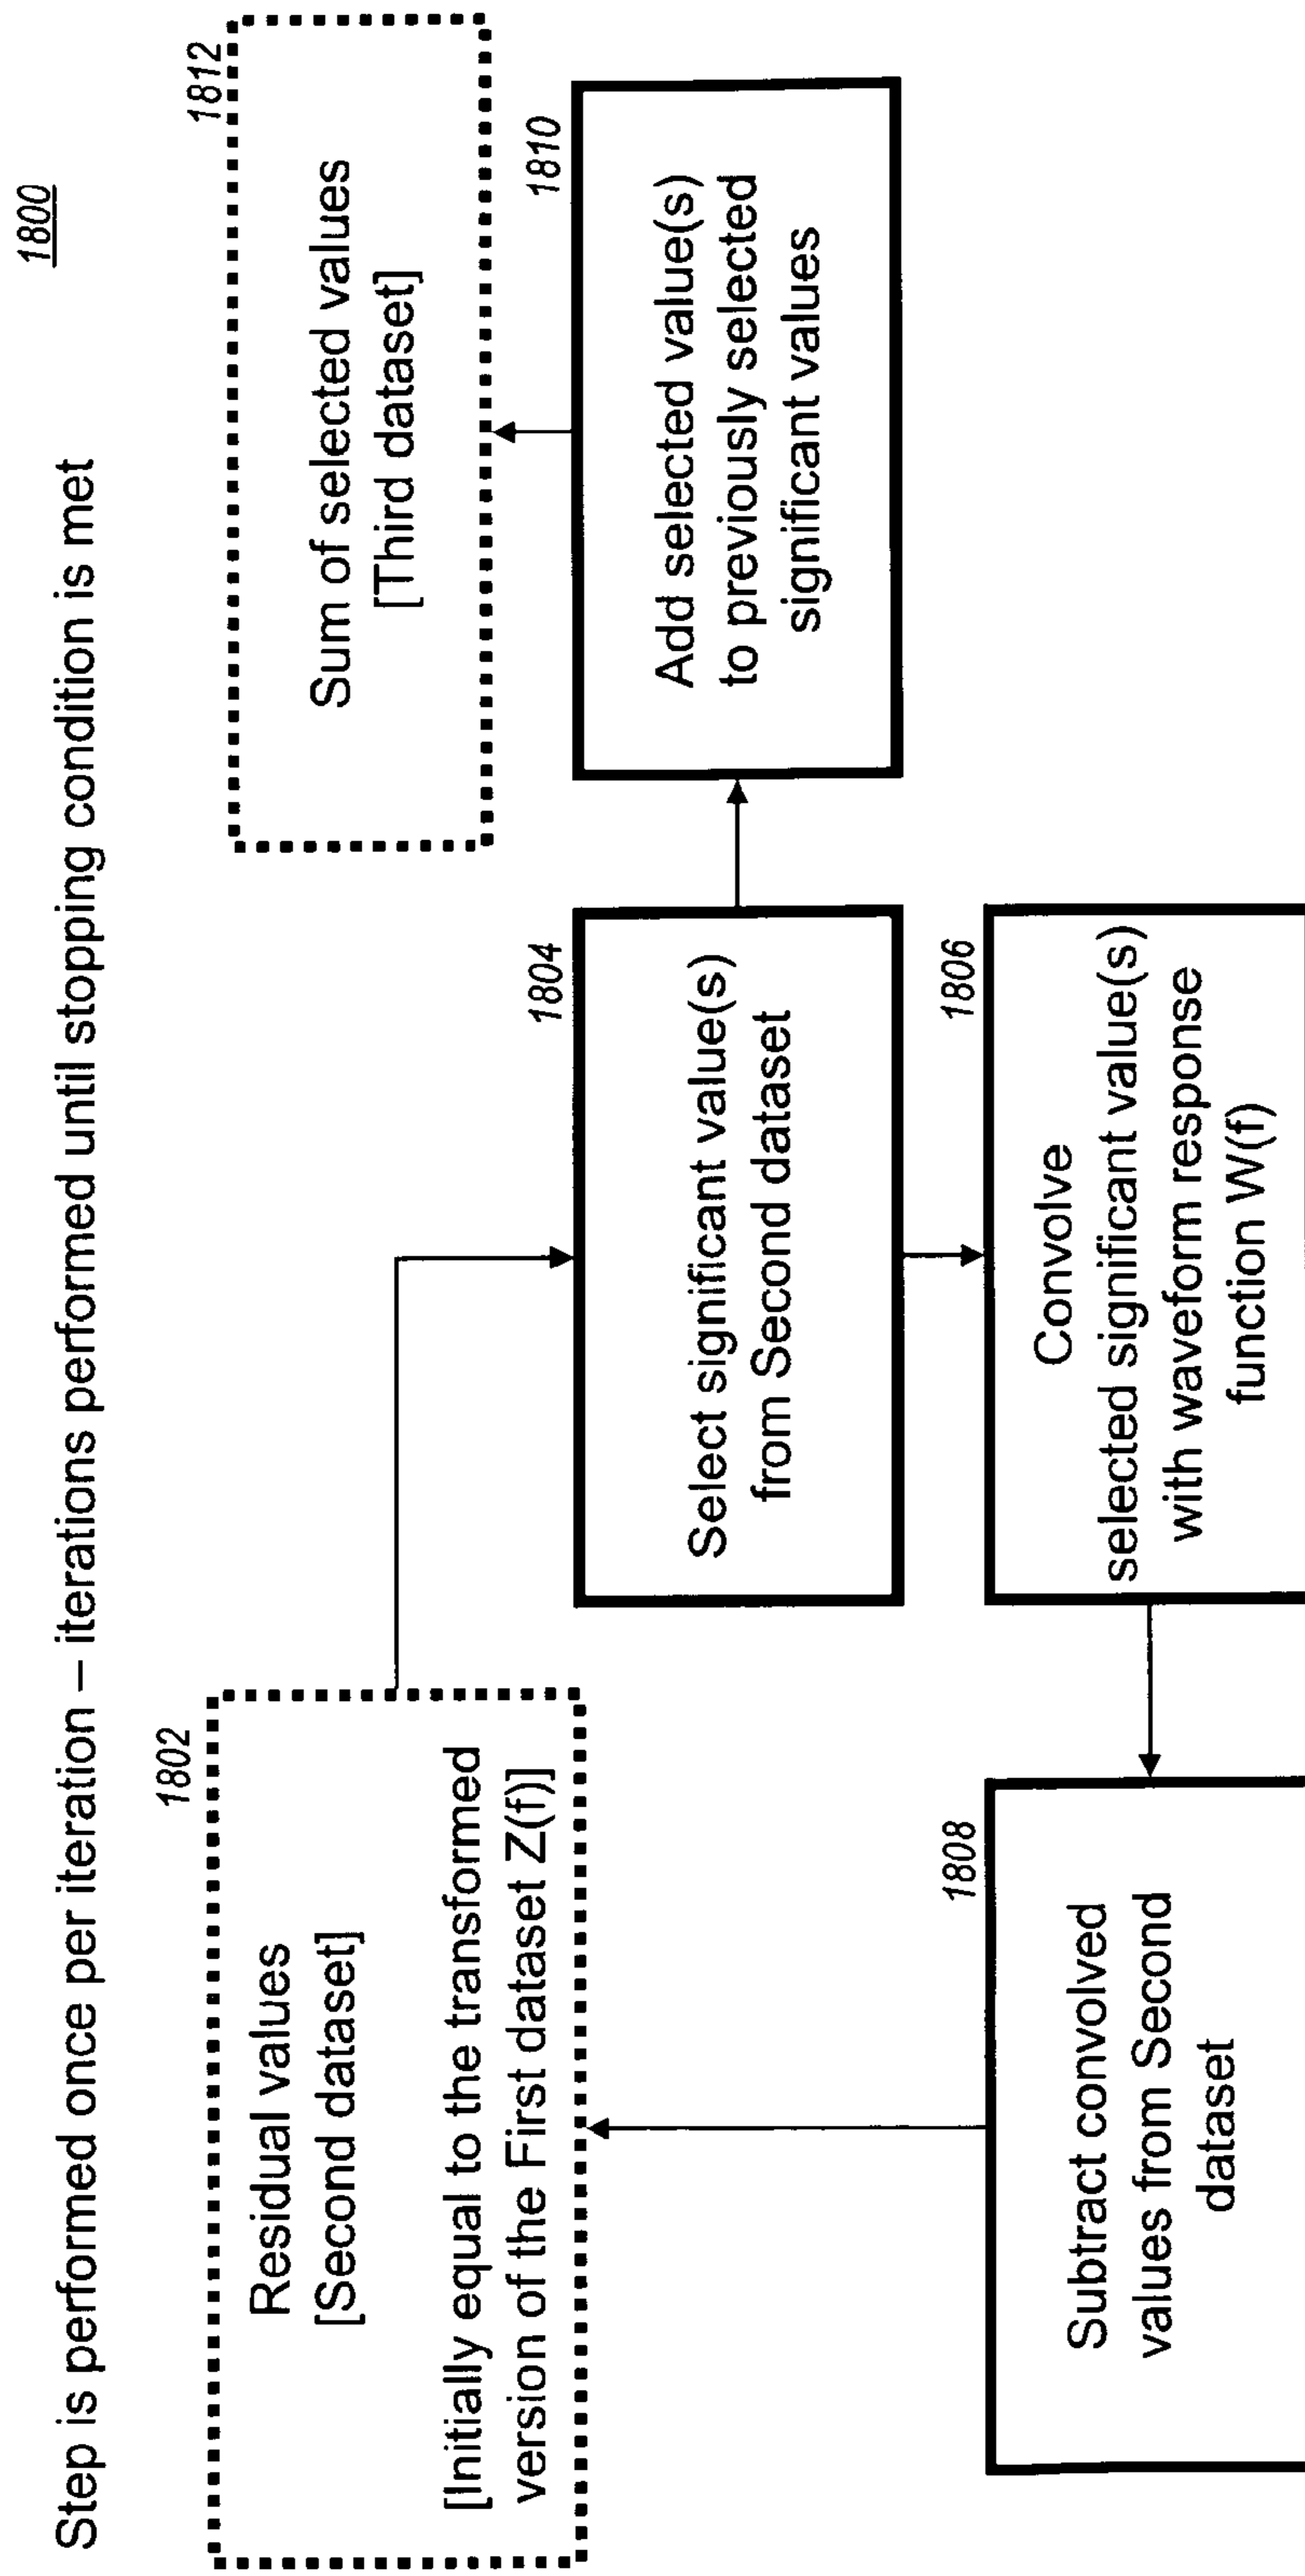 1800
Step is performed once per iteration – iterations performed until stopping condition is met
1802
Residual values
[Second dataset]
[Initially equal to the transformed
version of the First dataset Z(f)]
1804
Select significant value(s)
from Second dataset
1806
Convolve
selected significant value(s)
with waveform response
function W(f)
1808
Subtract convolved
values from Second
dataset
1810
Add selected value(s)
to previously selected
significant values
1812
Sum of selected values
[Third dataset]